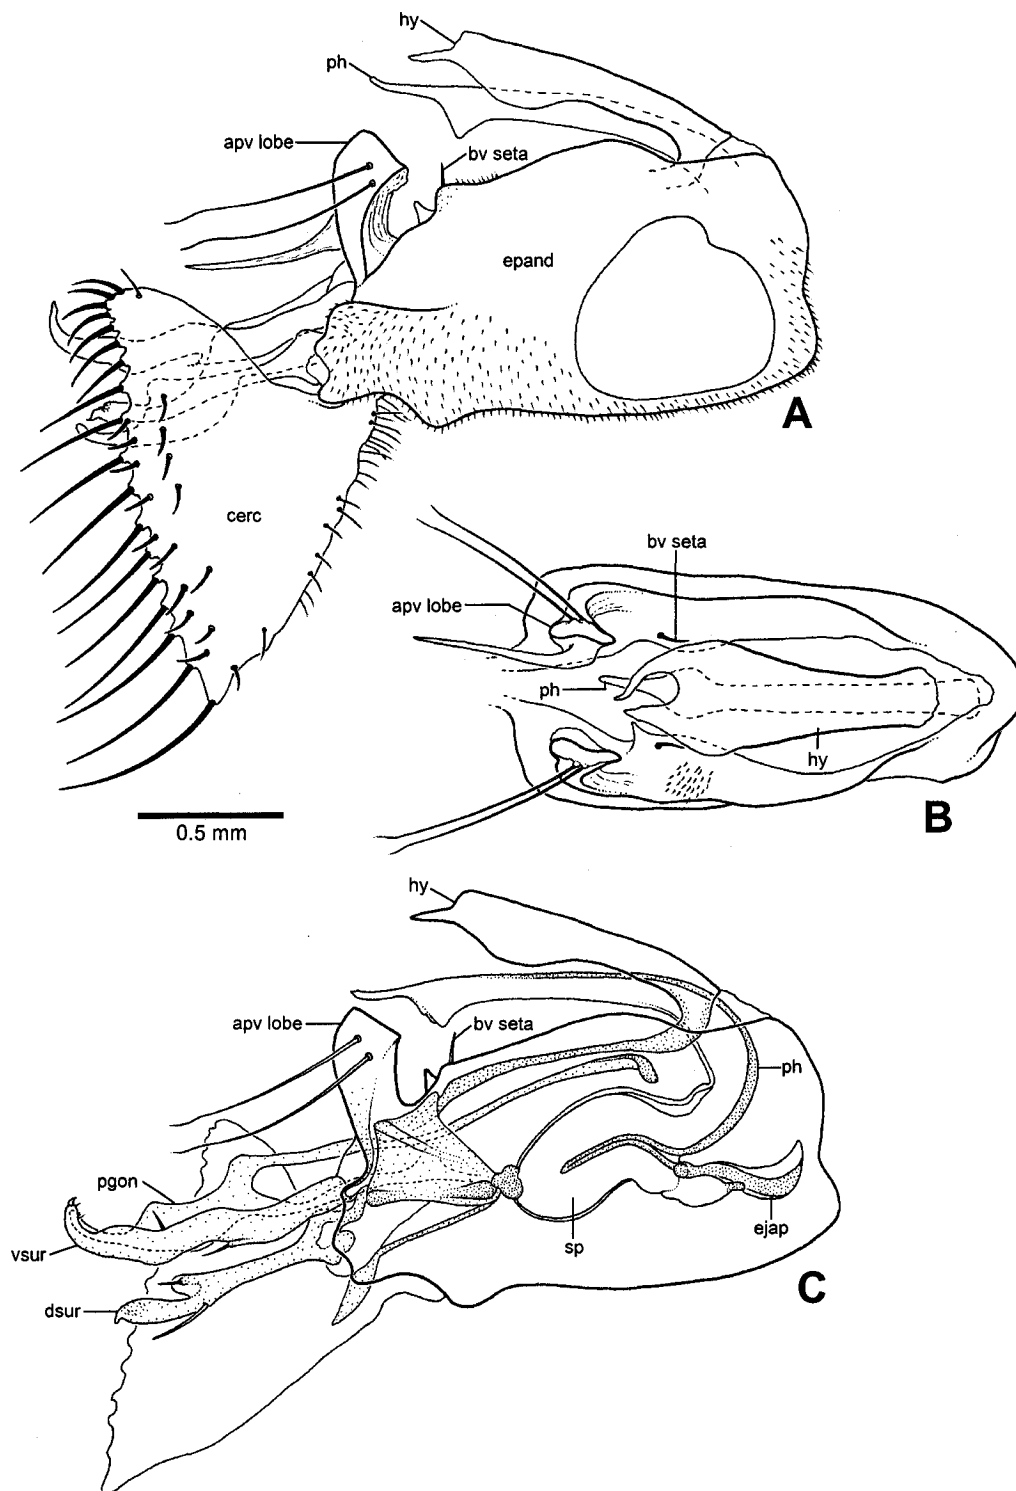 hy
ph
apv lobe
bv seta
epand
A
cerc
bv seta
apv lobe
ph
hy
B
0.5 mm
hy
apv lobe
bv seta
ph
pgon
vsur
sp
ejap
dsur
C